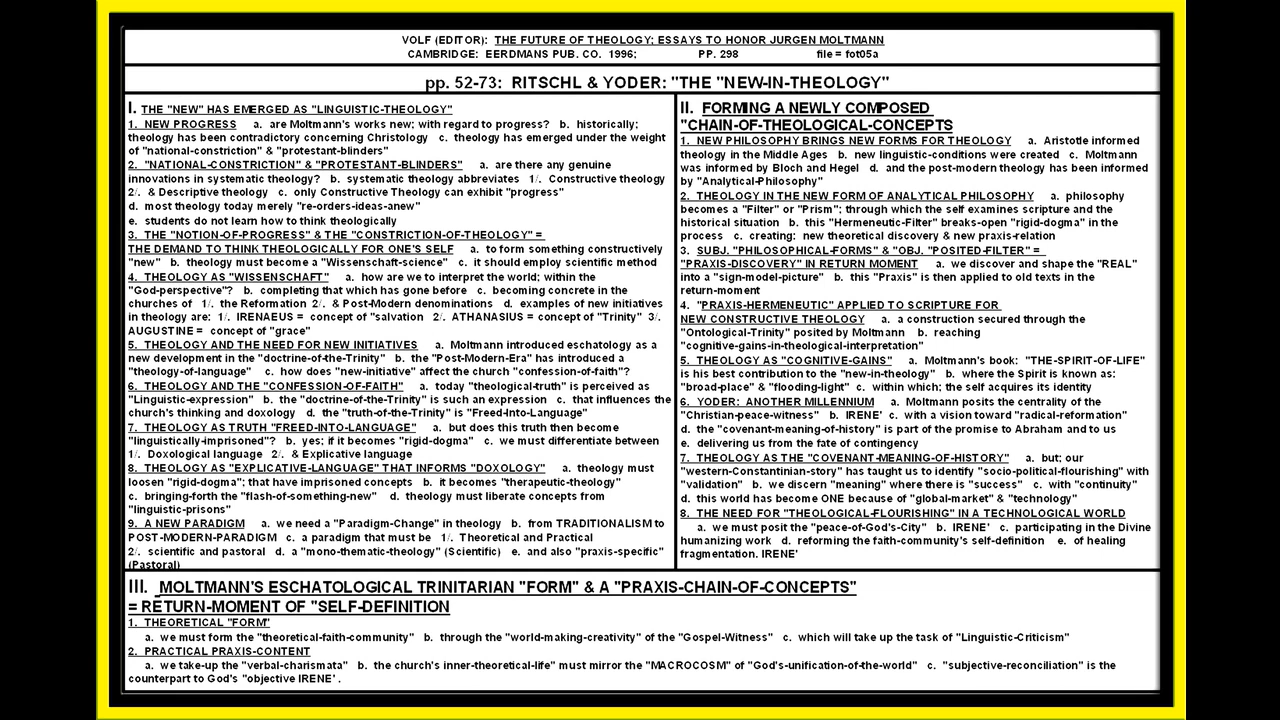 VOLF (EDITOR): THE FUTURE OF THEOLOGY; ESSAYS TO HONOR JURGEN MOLTMANN
CAMBRIDGE: EERDMANS PUB. CO. 1996; PP. 298 file = fot05a
pp. 52-73: RITSCHL & YODER: "THE "NEW-IN-THEOLOGY"
I. THE "NEW" HAS EMERGED AS "LINGUISTIC-THEOLOGY"
1. NEW PROGRESS a. are Moltmann's works new; with regard to progress? b. historically;
theology has been contradictory concerning Christology c. theology has emerged under the weight
of "national-constriction" & "protestant-blinders"
2. "NATIONAL-CONSTRICTION" & "PROTESTANT-BLINDERS" a. are there any genuine
innovations in systematic theology? b. systematic theology abbreviates 1/. Constructive theology
2/. & Descriptive theology c. only Constructive Theology can exhibit "progress"
d. most theology today merely "re-orders-ideas-anew"
e. students do not learn how to think theologically
3. THE "NOTION-OF-PROGRESS" & THE "CONSTRICTION-OF-THEOLOGY" =
THE DEMAND TO THINK THEOLOGICALLY FOR ONE'S SELF a. to form something constructively
"new" b. theology must become a "Wissenschaft-science" c. it should employ scientific method
4. THEOLOGY AS "WISSENSCHAFT" a. how are we to interpret the world; within the
"God-perspective"? b. completing that which has gone before c. becoming concrete in the
churches of 1/. the Reformation 2/. & Post-Modern denominations d. examples of new initiatives
in theology are: 1/. IRENAEUS = concept of "salvation 2/. ATHANASIUS = concept of "Trinity" 3/.
AUGUSTINE = concept of "grace"
5. THEOLOGY AND THE NEED FOR NEW INITIATIVES a. Moltmann introduced eschatology as a
new development in the "doctrine-of-the-Trinity" b. the "Post-Modern-Era" has introduced a
"theology-of-language" c. how does "new-initiative" affect the church "confession-of-faith"?
6. THEOLOGY AND THE "CONFESSION-OF-FAITH" a. today "theological-truth" is perceived as
"Linguistic-expression" b. the "doctrine-of-the-Trinity" is such an expression c. that influences the
church's thinking and doxology d. the "truth-of-the-Trinity" is "Freed-Into-Language"
7. THEOLOGY AS TRUTH "FREED-INTO-LANGUAGE" a. but does this truth then become
"linguistically-imprisoned"? b. yes; if it becomes "rigid-dogma" c. we must differentiate between
1/. Doxological language 2/. & Explicative language
8. THEOLOGY AS "EXPLICATIVE-LANGUAGE" THAT INFORMS "DOXOLOGY" a. theology must
loosen "rigid-dogma"; that have imprisoned concepts b. it becomes "therapeutic-theology"
c. bringing-forth the "flash-of-something-new" d. theology must liberate concepts from
"linguistic-prisons"
9. A NEW PARADIGM a. we need a "Paradigm-Change" in theology b. from TRADITIONALISM to
POST-MODERN-PARADIGM c. a paradigm that must be 1/. Theoretical and Practical
2/. scientific and pastoral d. a "mono-thematic-theology" (Scientific) e. and also "praxis-specific"
(Pastoral)
II. FORMING A NEWLY COMPOSED
"CHAIN-OF-THEOLOGICAL-CONCEPTS
1. NEW PHILOSOPHY BRINGS NEW FORMS FOR THEOLOGY a. Aristotle informed
theology in the Middle Ages b. new linguistic-conditions were created c. Moltmann
was informed by Bloch and Hegel d. and the post-modern theology has been informed
by "Analytical-Philosophy"
2. THEOLOGY IN THE NEW FORM OF ANALYTICAL PHILOSOPHY a. philosophy
becomes a "Filter" or "Prism"; through which the self examines scripture and the
historical situation b. this "Hermeneutic-Filter" breaks-open "rigid-dogma" in the
process c. creating: new theoretical discovery & new praxis-relation
3. SUBJ. "PHILOSOPHICAL-FORMS" & "OBJ. "POSITED-FILTER" =
"PRAXIS-DISCOVERY" IN RETURN MOMENT a. we discover and shape the "REAL"
into a "sign-model-picture" b. this "Praxis" is then applied to old texts in the
return-moment
4. "PRAXIS-HERMENEUTIC" APPLIED TO SCRIPTURE FOR
NEW CONSTRUCTIVE THEOLOGY a. a construction secured through the
"Ontological-Trinity" posited by Moltmann b. reaching
"cognitive-gains-in-theological-interpretation"
5. THEOLOGY AS "COGNITIVE-GAINS" a. Moltmann's book: "THE-SPIRIT-OF-LIFE"
is his best contribution to the "new-in-theology" b. where the Spirit is known as:
"broad-place" & "flooding-light" c. within which; the self acquires its identity
6. YODER: ANOTHER MILLENNIUM a. Moltmann posits the centrality of the
"Christian-peace-witness" b. IRENE' c. with a vision toward "radical-reformation"
d. the "covenant-meaning-of-history" is part of the promise to Abraham and to us
e. delivering us from the fate of contingency
7. THEOLOGY AS THE "COVENANT-MEANING-OF-HISTORY" a. but; our
"western-Constantinian-story" has taught us to identify "socio-political-flourishing" with
"validation" b. we discern "meaning" where there is "success" c. with "continuity"
d. this world has become ONE because of "global-market" & "technology"
8. THE NEED FOR "THEOLOGICAL-FLOURISHING" IN A TECHNOLOGICAL WORLD
a. we must posit the "peace-of-God's-City" b. IRENE' c. participating in the Divine
humanizing work d. reforming the faith-community's self-definition e. of healing
fragmentation. IRENE'
III. MOLTMANN'S ESCHATOLOGICAL TRINITARIAN "FORM" & A "PRAXIS-CHAIN-OF-CONCEPTS"
= RETURN-MOMENT OF "SELF-DEFINITION
1. THEORETICAL "FORM"
a. we must form the "theoretical-faith-community" b. through the "world-making-creativity" of the "Gospel-Witness" c. which will take up the task of "Linguistic-Criticism"
2. PRACTICAL PRAXIS-CONTENT
a. we take-up the "verbal-charismata" b. the church's inner-theoretical-life" must mirror the "MACROCOSM" of "God's-unification-of-the-world" c. "subjective-reconciliation" is the
counterpart to God's "objective IRENE' .